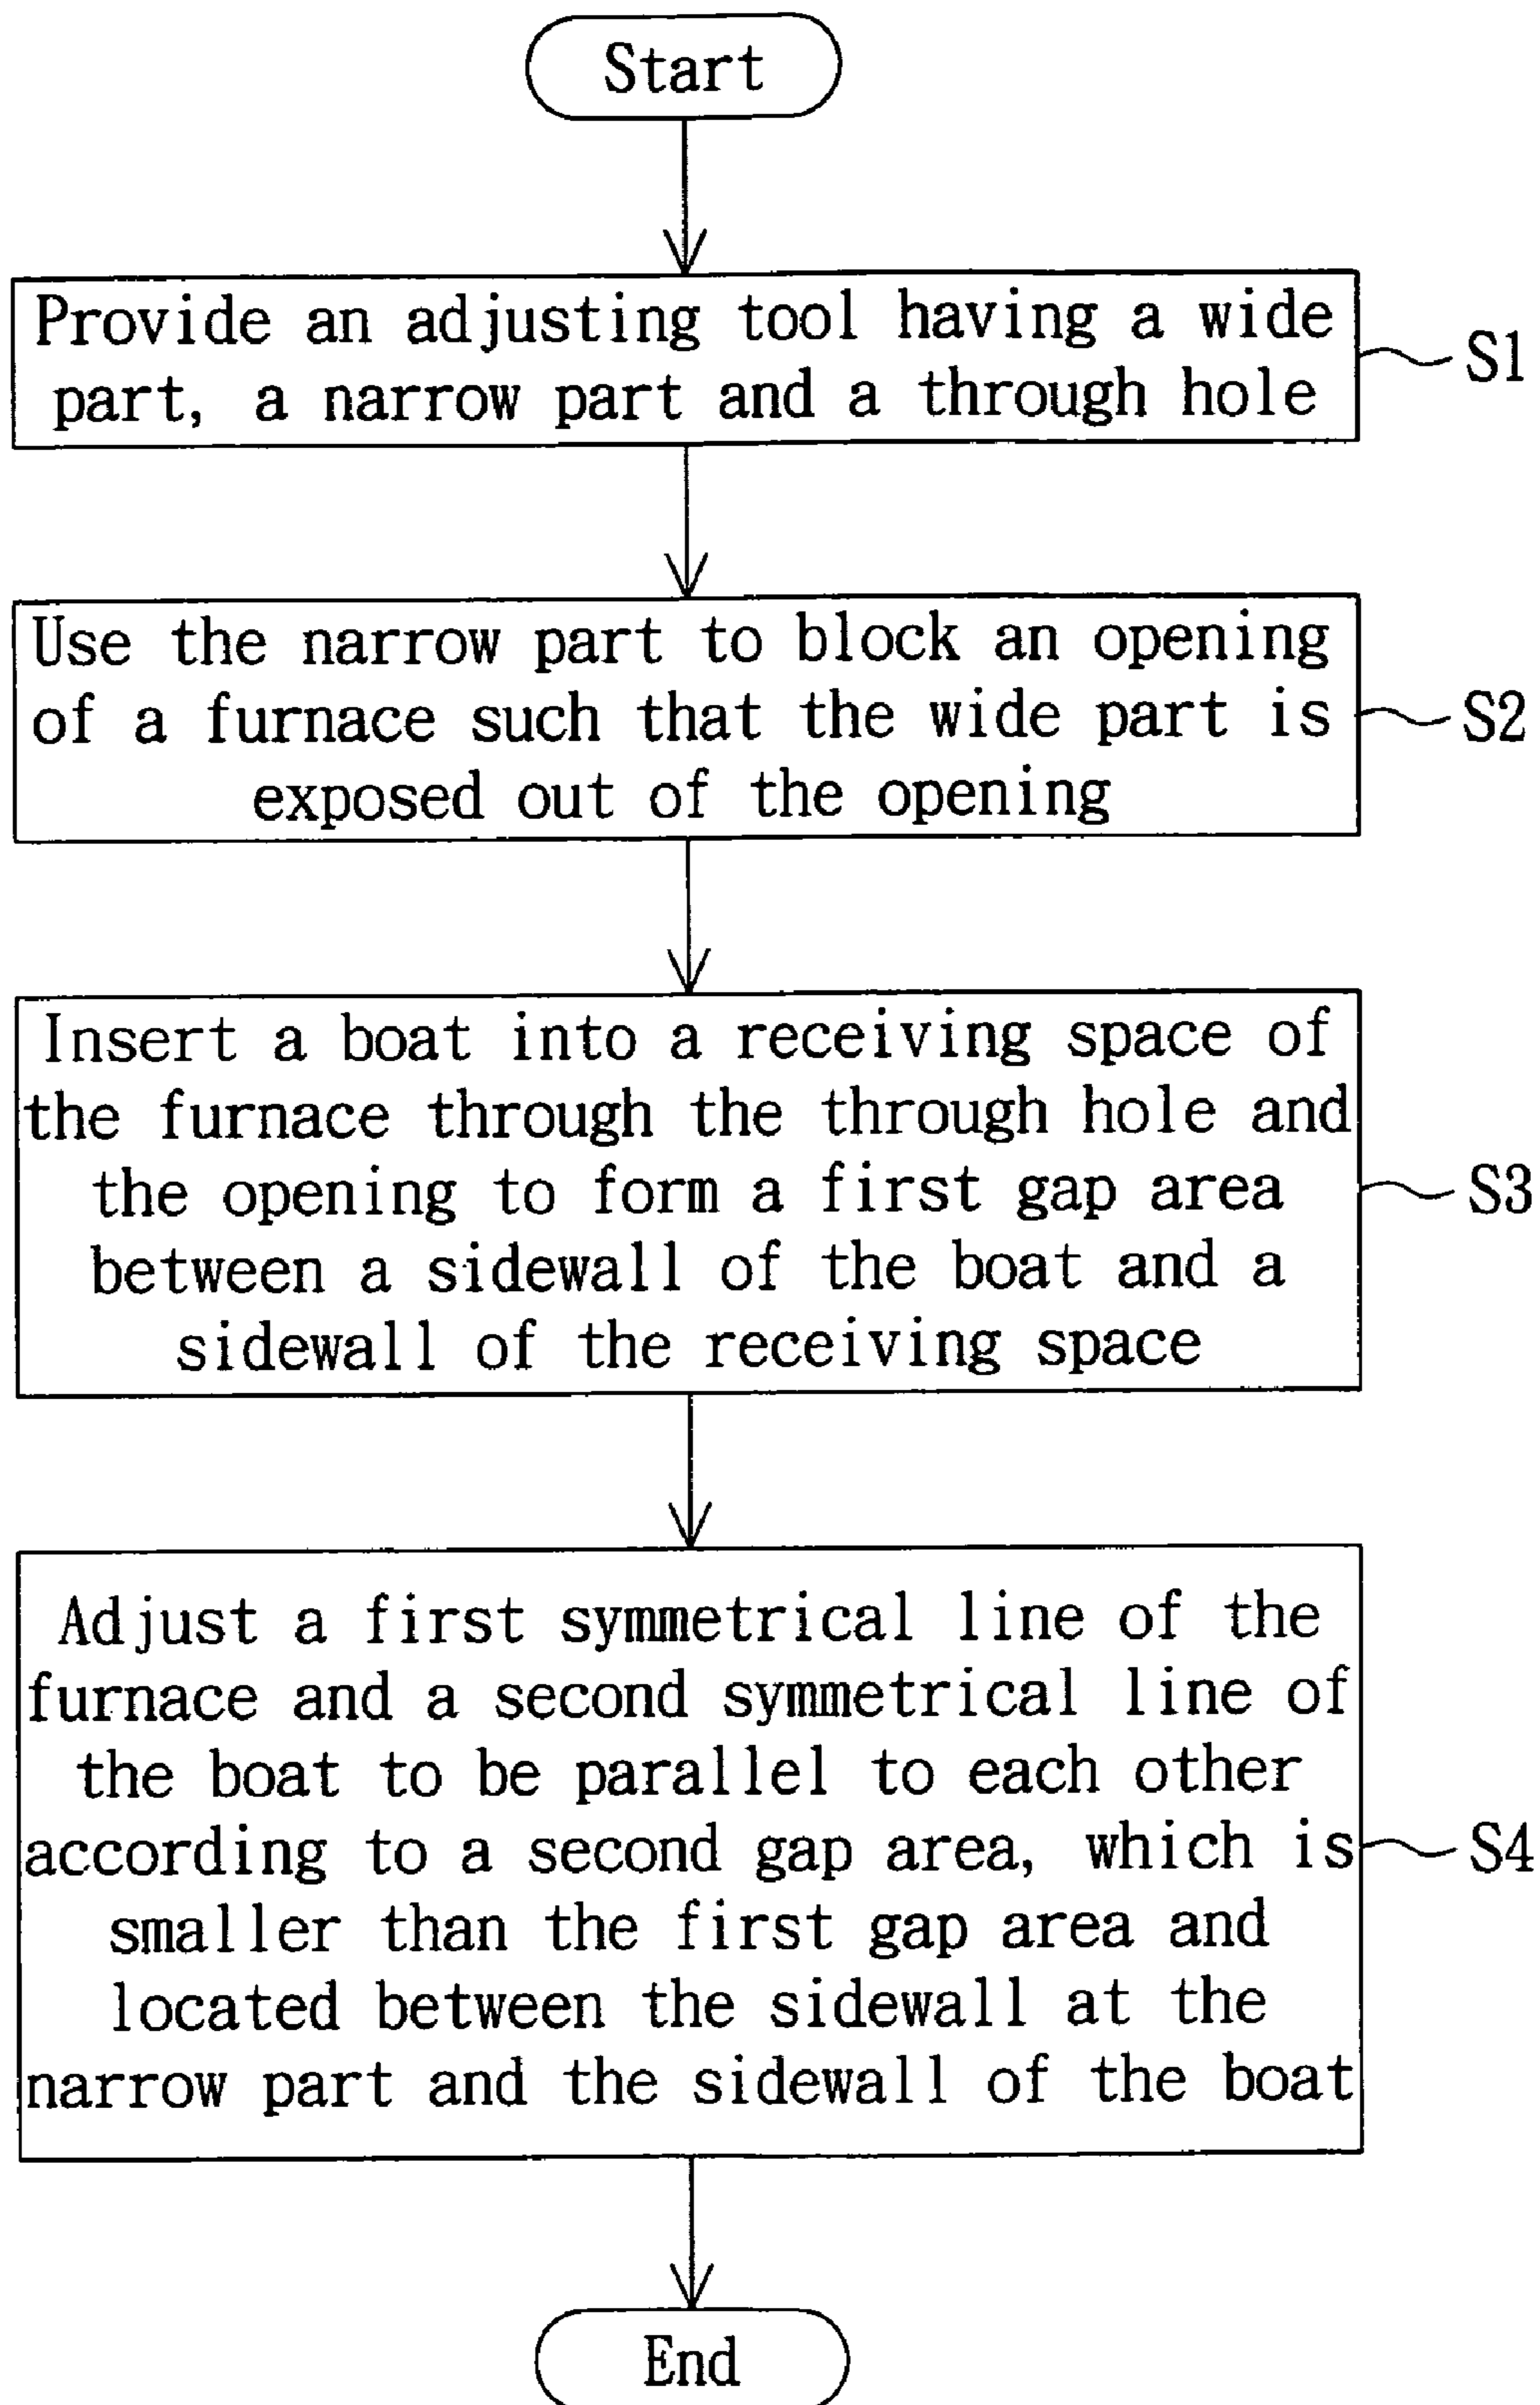 Start
Provide an adjusting tool having a wide
part, a narrow part and a through hole
S1
Use the narrow part to block an opening
of a furnace such that the wide part is
exposed out of the opening
S2
Insert a boat into a receiving space of
the furnace through the through hole and
the opening to form a first gap area
between a sidewall of the boat and a
sidewall of the receiving space
S3
Adjust a first symmetrical line of the
furnace and a second symmetrical line of
the boat to be parallel to each other
according to a second gap area, which is
smaller than the first gap area and
located between the sidewall at the
narrow part and the sidewall of the boat
S4
End